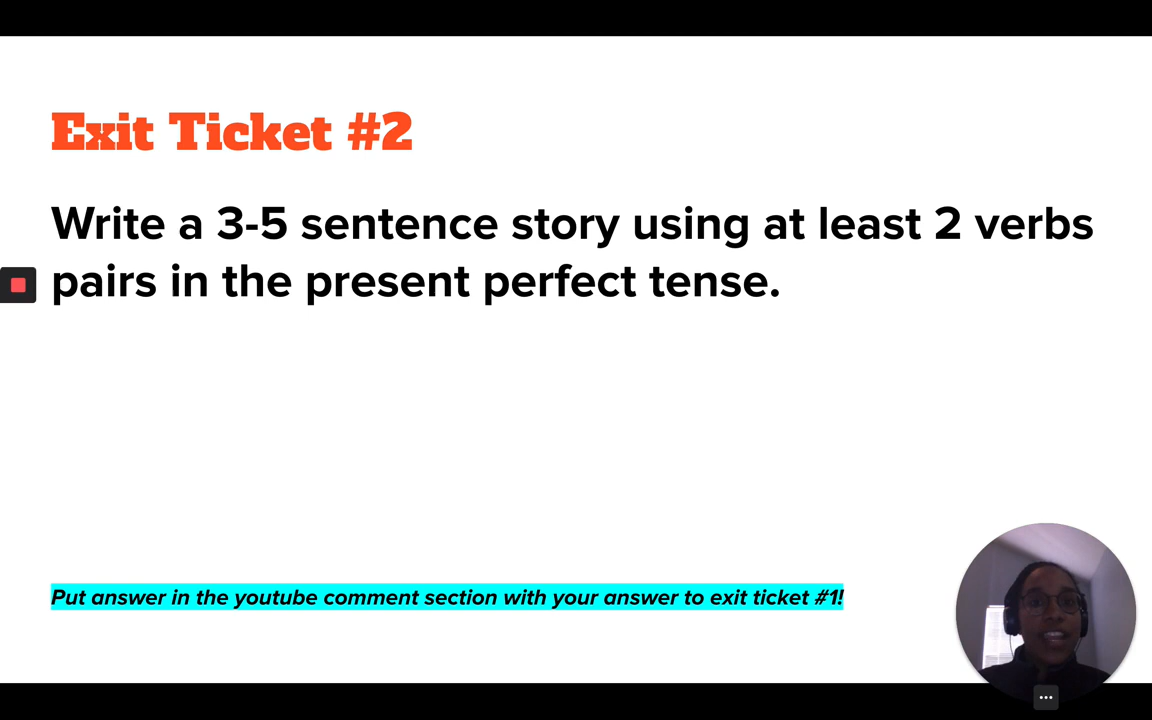 Exit Ticket #2
Write a 3-5 sentence story using at least 2 verbs
pairs in the present perfect tense.
Put answer in the youtube comment section with your answer to exit ticket #1!